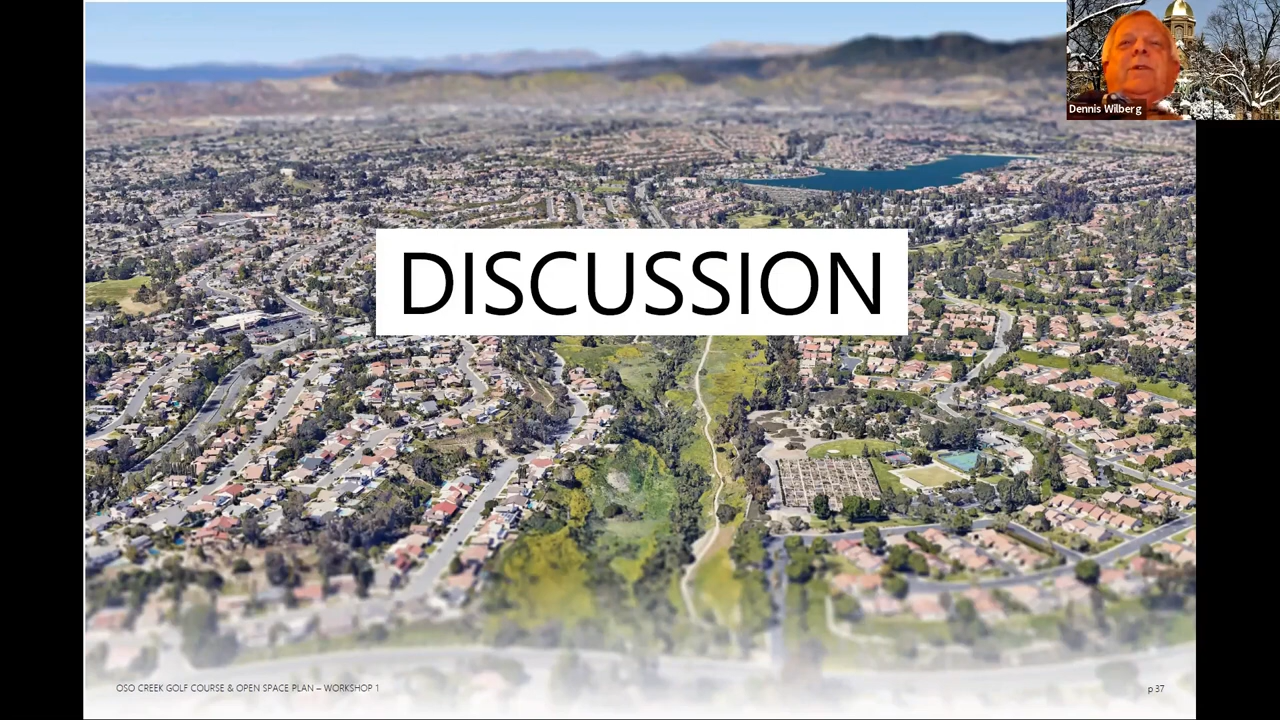 Dennis Wilberg
DISCUSSION
OSO CREEK GOLF COURSE & OPEN SPACE PLAN – WORKSHOP 1
p 37